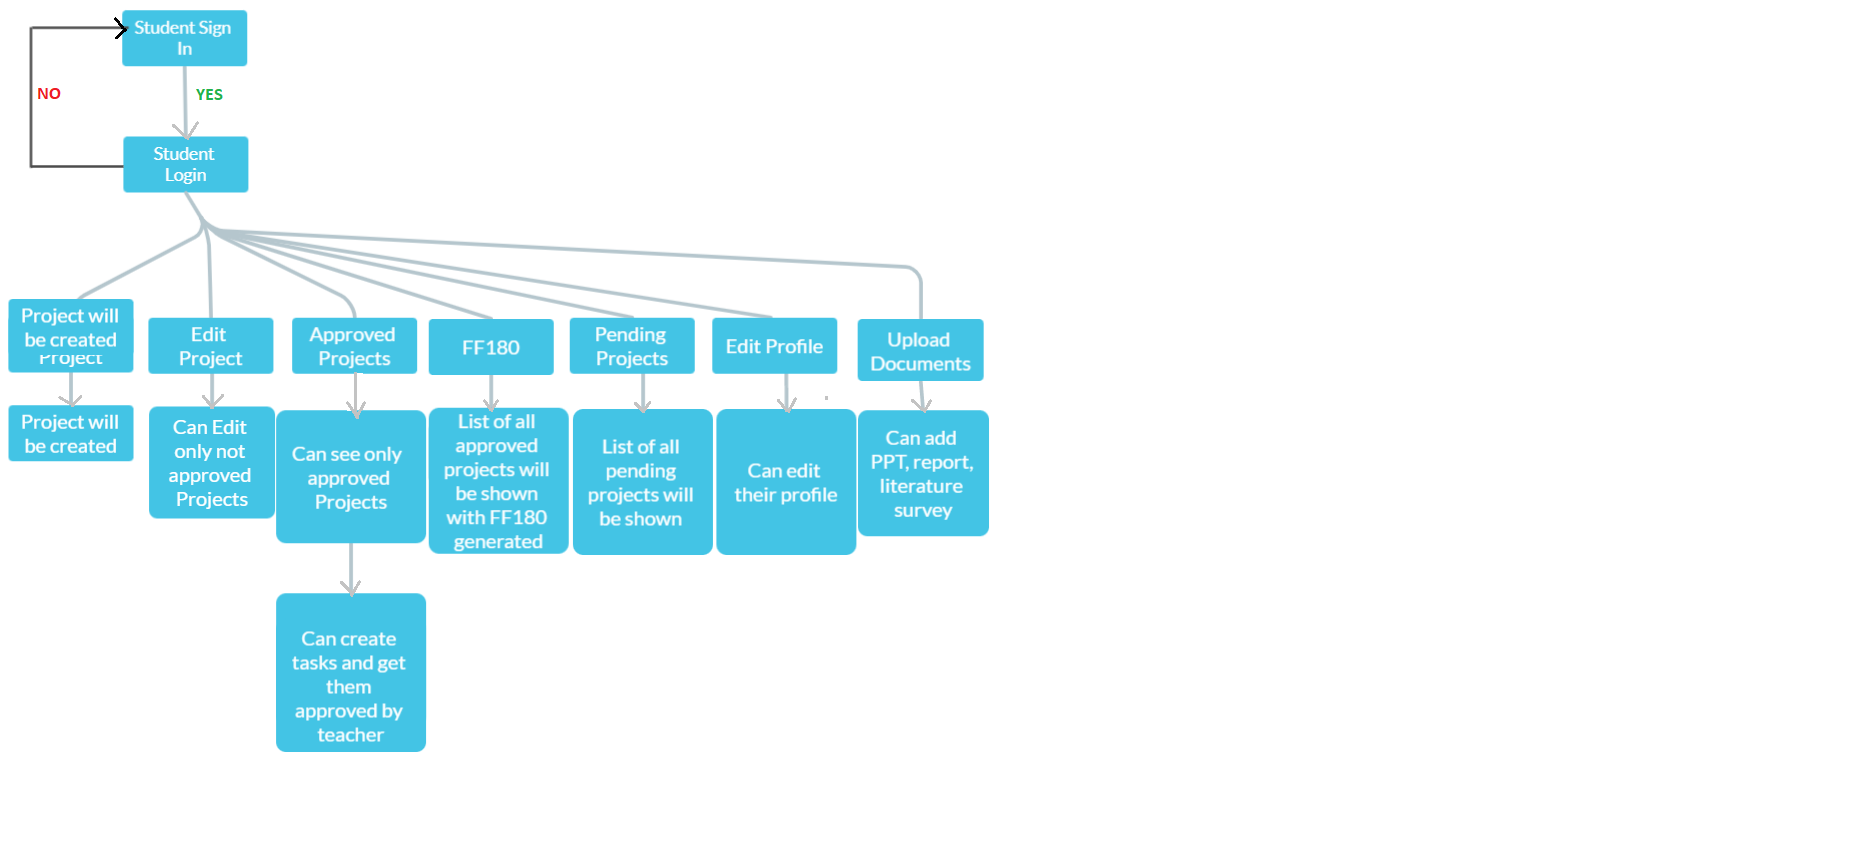 Student Sign
In
NO
YES
Student
Login
Project will
be created
Project
Edit
Project
Approved
Projects
FF180
Pending
Projects
Edit Profile
Upload
Documents
Project will
be created
Can Edit
only not
approved
Projects
Can see only
approved
Projects
List of all
approved
projects will
be shown
with FF180
generated
List of all
pending
projects will
be shown
Can edit
their profile
Can add
PPT, report,
literature
survey
Can create
tasks and get
them
approved by
teacher